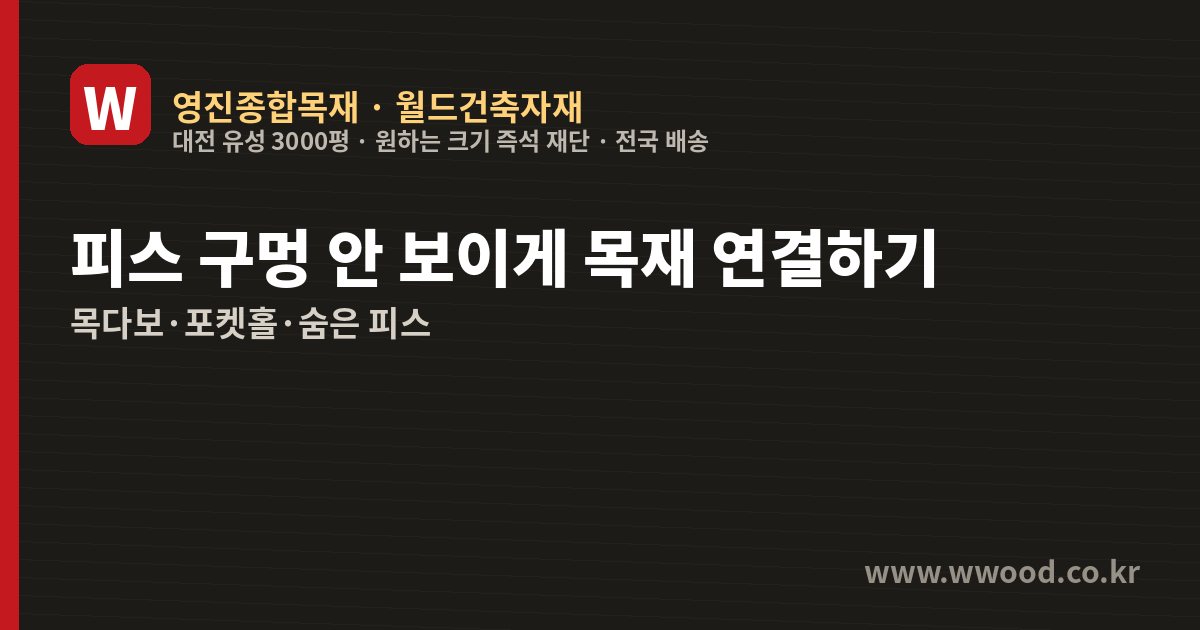 W
영진종합목재 · 월드건축자재
대전 유성 3000평 · 원하는 크기 즉석 재단 · 전국 배송
피스 구멍 안 보이게 목재 연결하기
목다보·포켓홀·숨은 피스
www.wwood.co.kr